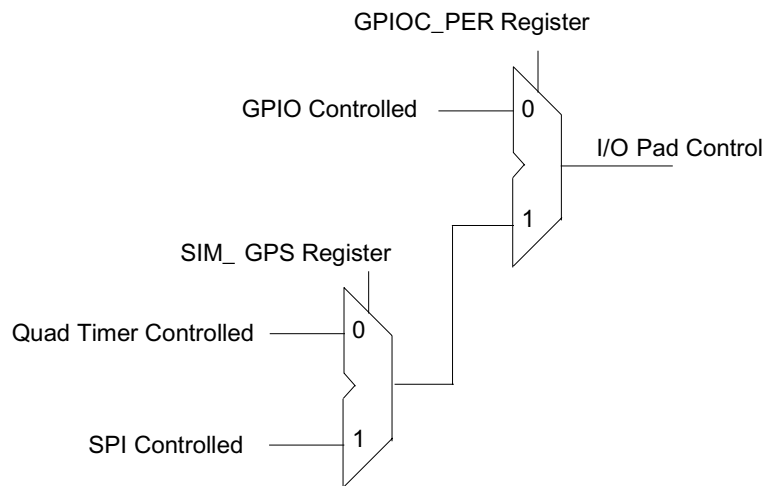 GPIOC_PER Register
GPIO Controlled
0
I/O Pad Control
1
SIM_ GPS Register
Quad Timer Controlled
0
SPI Controlled
1